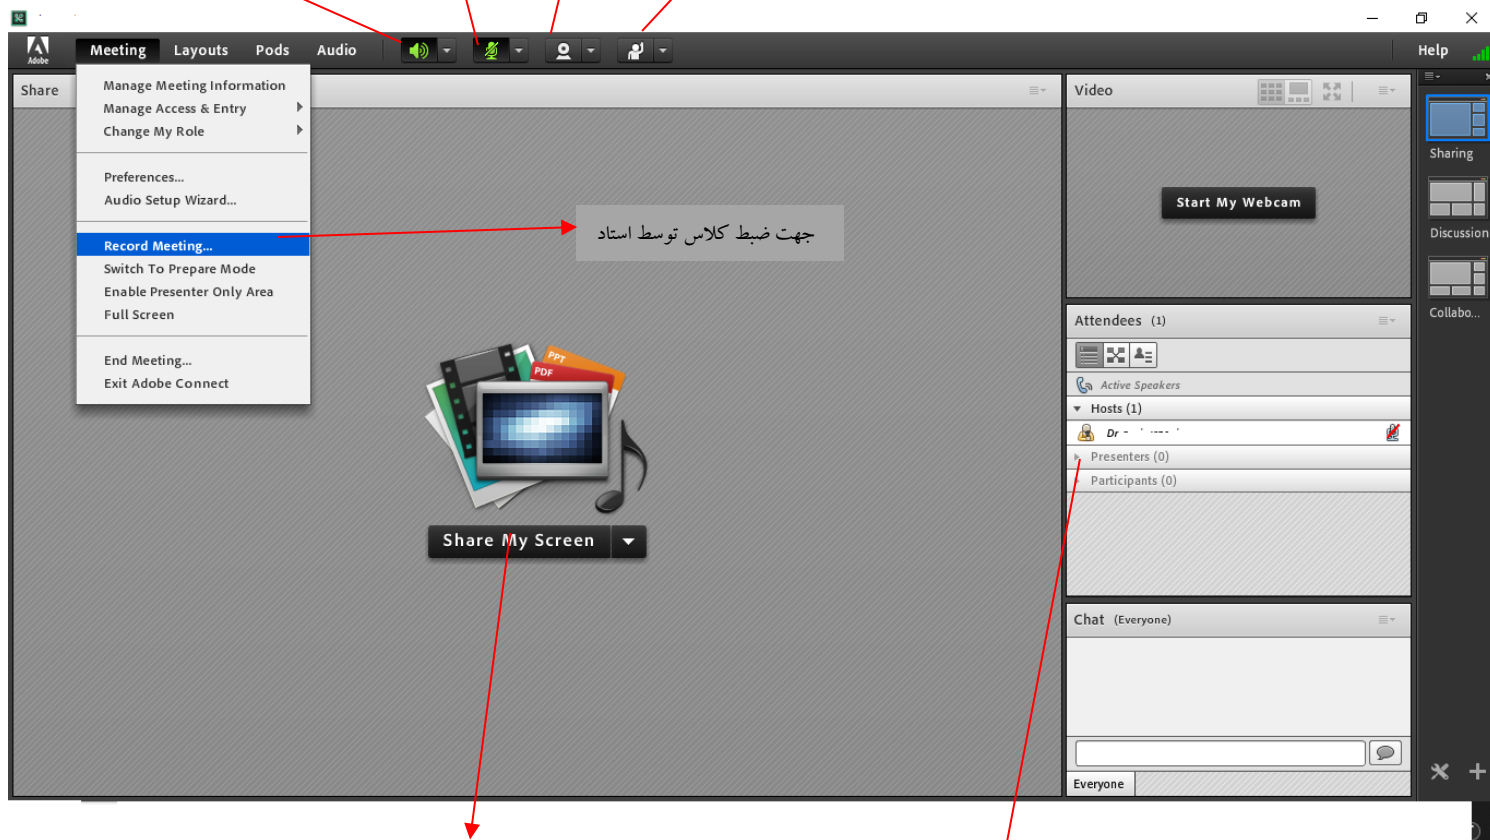 Adobe
Meeting
Layouts
Pods
Audio
Help
Manage Meeting Information
Manage Access & Entry
Change My Role
Preferences...
Audio Setup Wizard...
Record Meeting...
Switch To Prepare Mode
Enable Presenter Only Area
Full Screen
End Meeting...
Exit Adobe Connect
Share
جهت ضبط کلاس توسط استاد
PPT
PDF
Share My Screen
Video
Start My Webcam
Attendees (1)
Active Speakers
Hosts (1)
Dr
Presenters (0)
Participants (0)
Chat (Everyone)
Everyone
Sharing
Discussion
Collabo...